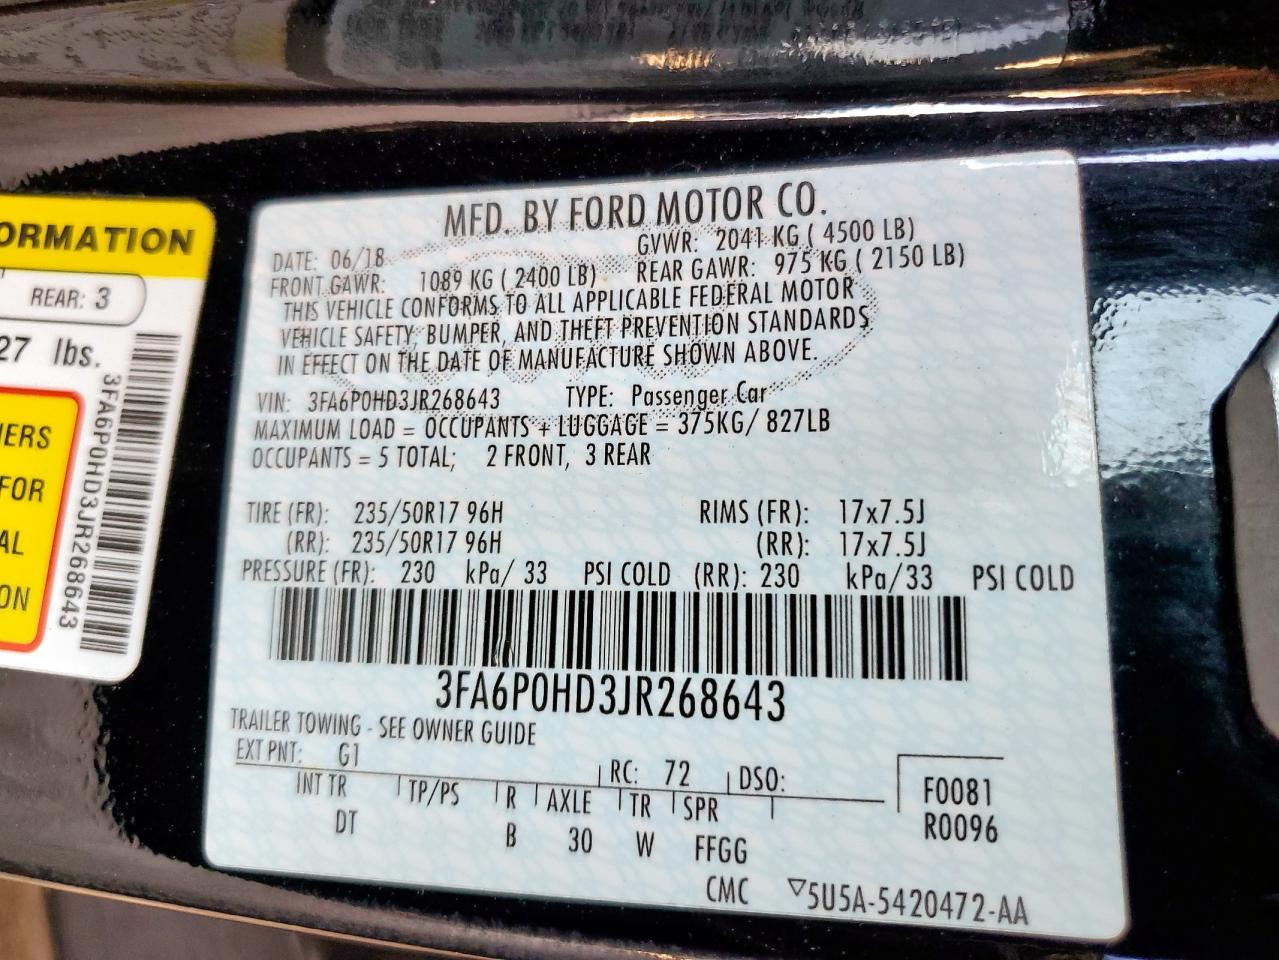 ORMATION
REAR: 3
27 lbs.
IERS
FOR
AL
ON
3FA6P0HD3JR268643
MFD. BY FORD MOTOR CO.
DATE: 06/18 GVWR: 2041 KG ( 4500 LB)
FRONT GAWR: 1089 KG ( 2400 LB) REAR GAWR: 975 KG ( 2150 LB)
THIS VEHICLE CONFORMS TO ALL APPLICABLE FEDERAL MOTOR
VEHICLE SAFETY, BUMPER, AND THEFT PREVENTION STANDARDS
IN EFFECT ON THE DATE OF MANUFACTURE SHOWN ABOVE.
VIN: 3FA6P0HD3JR268643 TYPE: Passenger Car
MAXIMUM LOAD = OCCUPANTS + LUGGAGE = 375KG/ 827LB
OCCUPANTS = 5 TOTAL; 2 FRONT, 3 REAR
TIRE (FR): 235/50R17 96H RIMS (FR): 17x7.5J
(RR): 235/50R17 96H (RR): 17x7.5J
PRESSURE (FR): 230 kPa/ 33 PSI COLD (RR): 230 kPa/33 PSI COLD
3FA6P0HD3JR268643
TRAILER TOWING - SEE OWNER GUIDE
EXT PNT: G1 RC: 72 DSO:
INT TR TP/PS R AXLE TR SPR F0081
DT B 30 W FFGG R0096
CMC ▽5U5A-5420472-AA